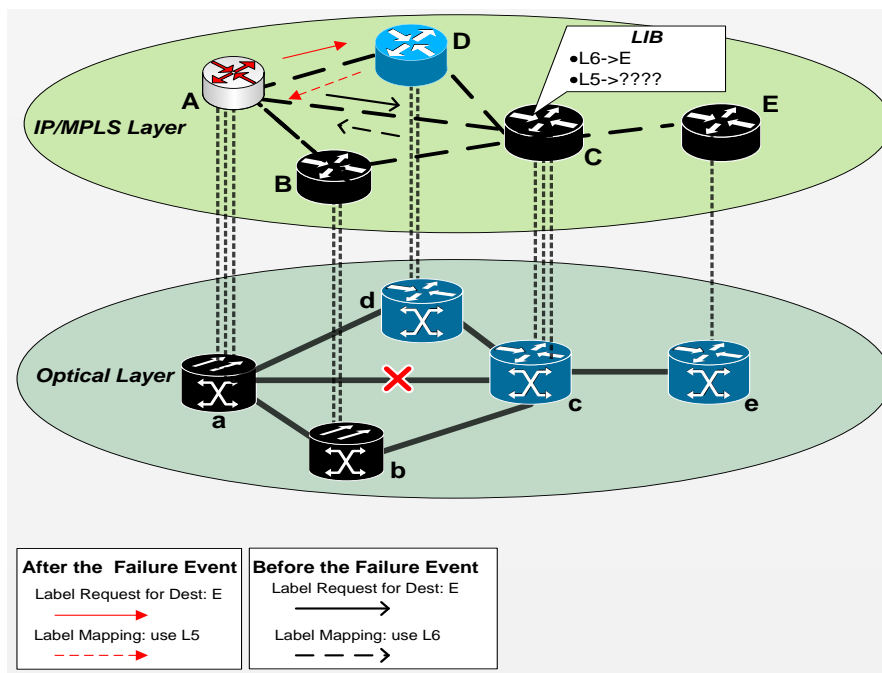 LIB
•L6->E
•L5->????
D
A
E
IP/MPLS Layer
C
B
d
Optical Layer
a
c
e
b
After the Failure Event
Label Request for Dest: E
Label Mapping: use L5
Before the Failure Event
Label Request for Dest: E
Label Mapping: use L6